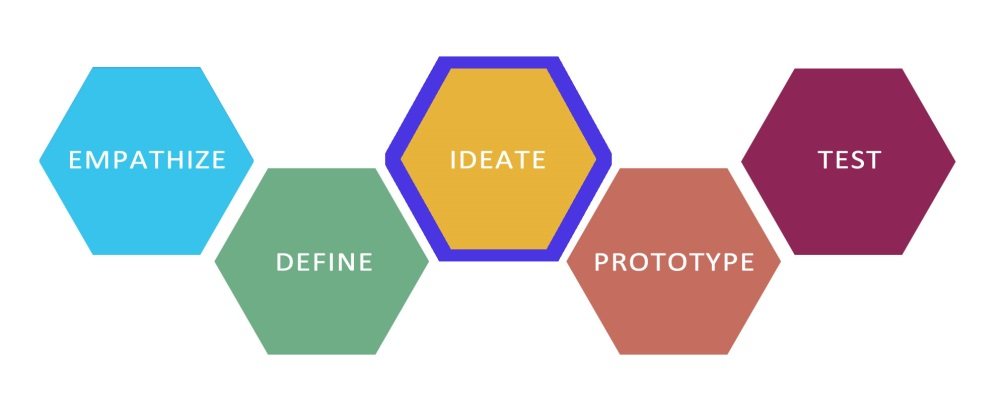 EMPATHIZE
DEFINE
IDEATE
PROTOTYPE
TEST